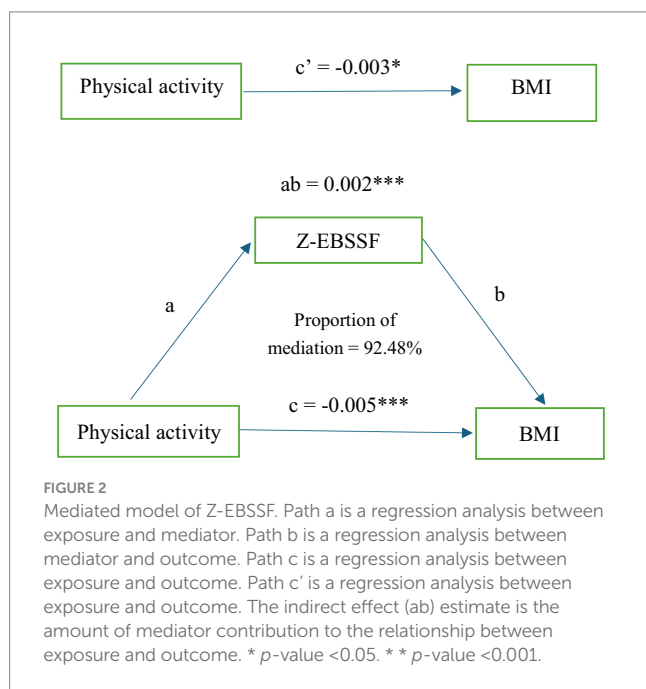 c’ = -0.003*
Physical activity
BMI
ab = 0.002***
Z-EBSSF
a
b
Proportion of
mediation = 92.48%
c = -0.005***
Physical activity
BMI
FIGURE 2
Mediated model of Z-EBSSF. Path a is a regression analysis between
exposure and mediator. Path b is a regression analysis between
mediator and outcome. Path c is a regression analysis between
exposure and outcome. Path c’ is a regression analysis between
exposure and outcome. The indirect effect (ab) estimate is the
amount of mediator contribution to the relationship between
exposure and outcome. * p-value <0.05. * * p-value <0.001.